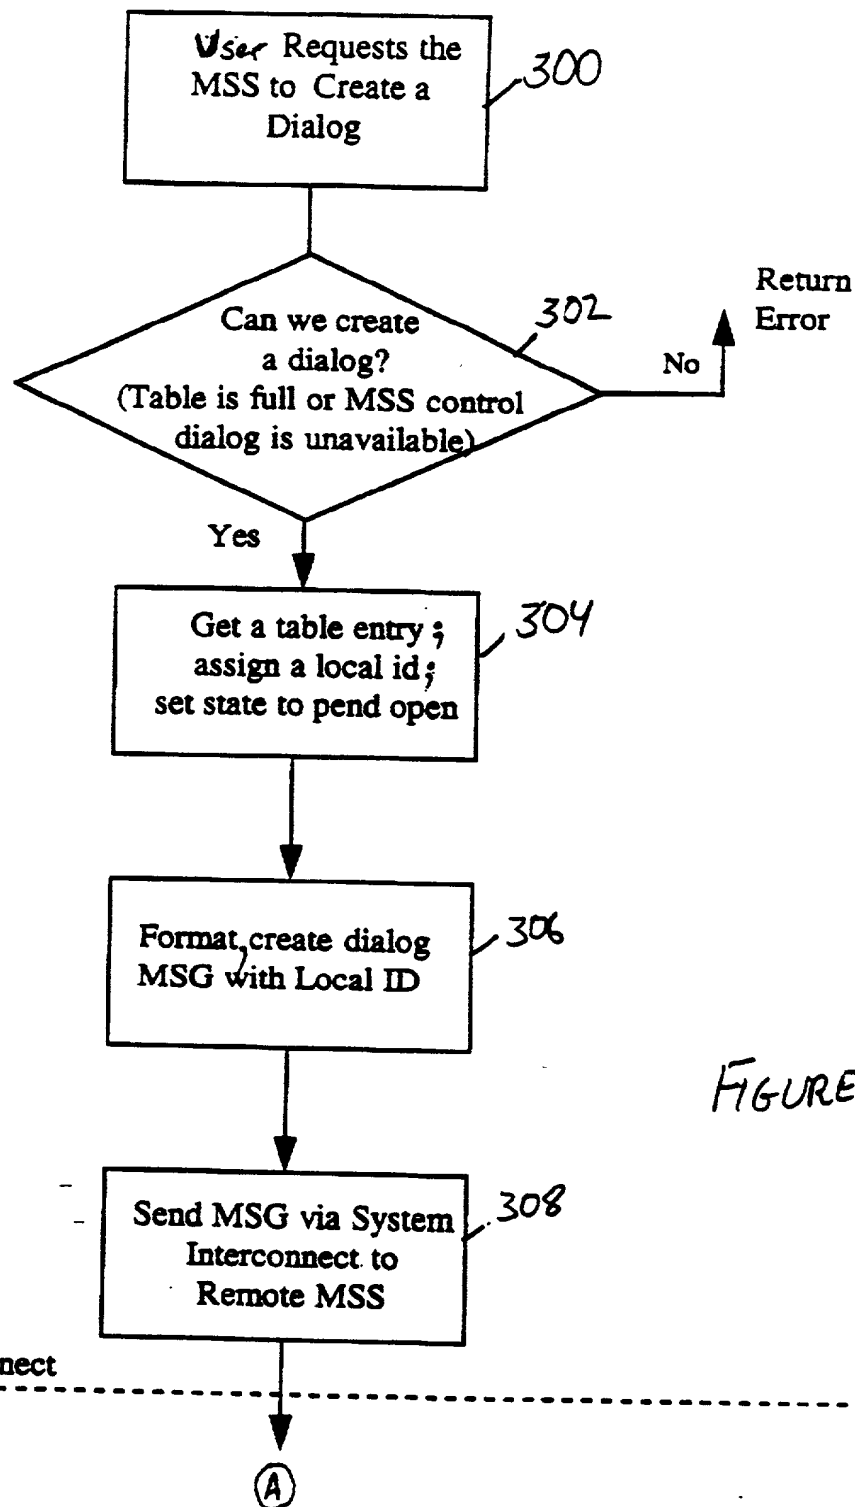 User Requests the
MSS to Create a
Dialog
300
Can we create
a dialog?
(Table is full or MSS control
dialog is unavailable)
302
No
Return
Error
Yes
Get a table entry;
assign a local id;
set state to pend open
304
Format, create dialog
MSG with Local ID
306
FIGURE
Send MSG via System
Interconnect to
Remote MSS
308
nect
A